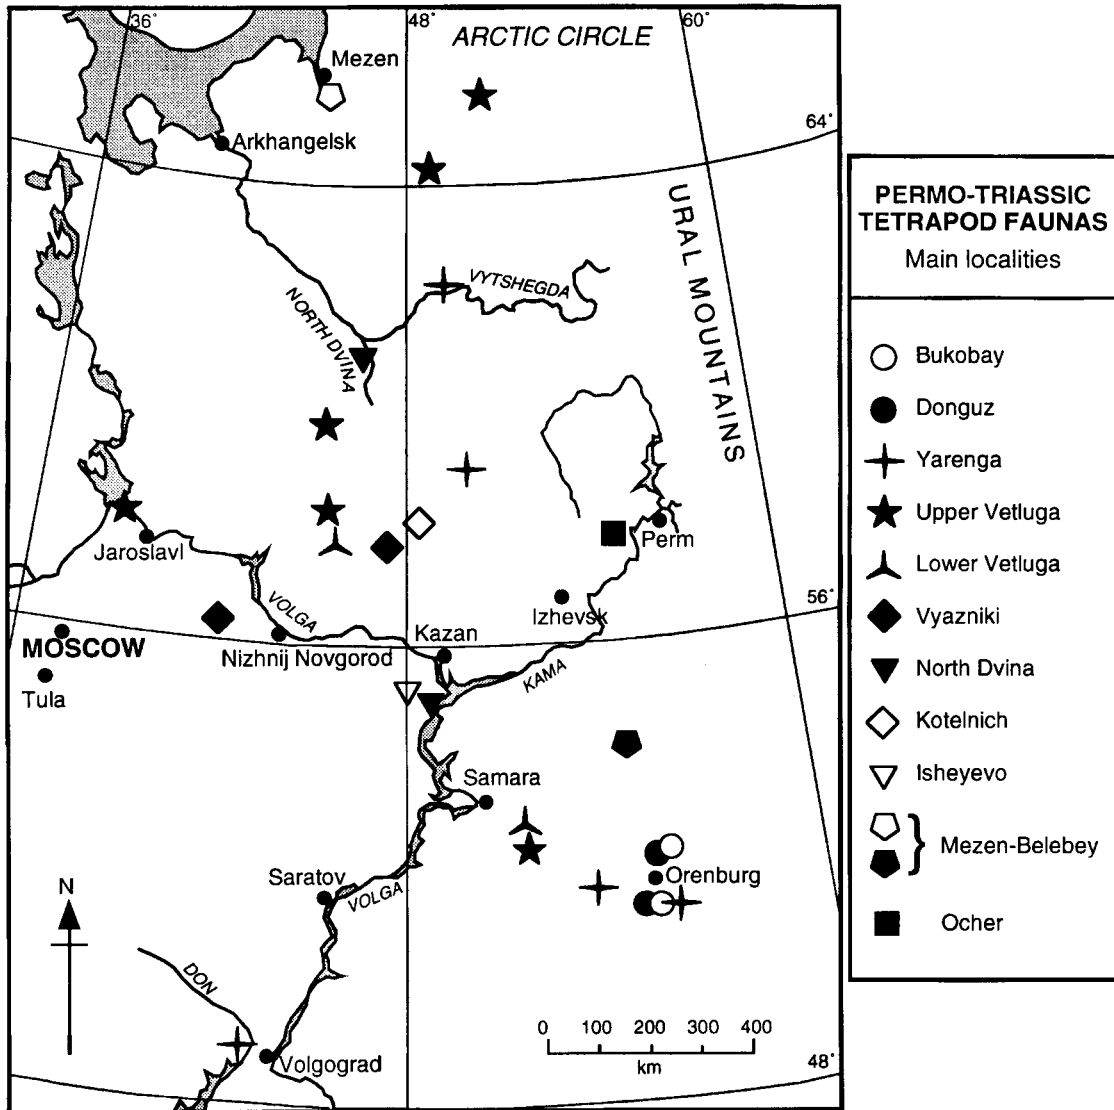 36°
48°
60°
ARCTIC CIRCLE
Mezen
64°
Arkhangelsk
URAL MOUNTAINS
VYTSHEGDA
NORTH DVINA
Jaroslavl
Perm
Izhevsk
56°
VOLGA
MOSCOW
Kazan
Nizhnij Novgorod
Tula
KAMA
Samara
Saratov
VOLGA
Orenburg
N
DON
0 100 200 300 400
km
Volgograd
48°
PERMO-TRIASSIC
TETRAPOD FAUNAS
Main localities
Bukobay
Donguz
Yarenga
Upper Vetluga
Lower Vetluga
Vyazniki
North Dvina
Kotelnich
Isheyevo
Mezen-Belebey
Ocher